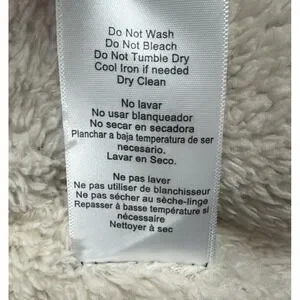 Do Not Wash
Do Not Bleach
Do Not Tumble Dry
Cool Iron if needed
Dry Clean
No lavar
No usar blanqueador
No secar en secadora
Planchar a baja temperatura de ser
necesario.
Lavar en Seco.
Ne pas laver
Ne pas utiliser de blanchisseur
Ne pas sécher au sèche-linge
Repasser à basse température si
nécessaire
Nettoyer à sec